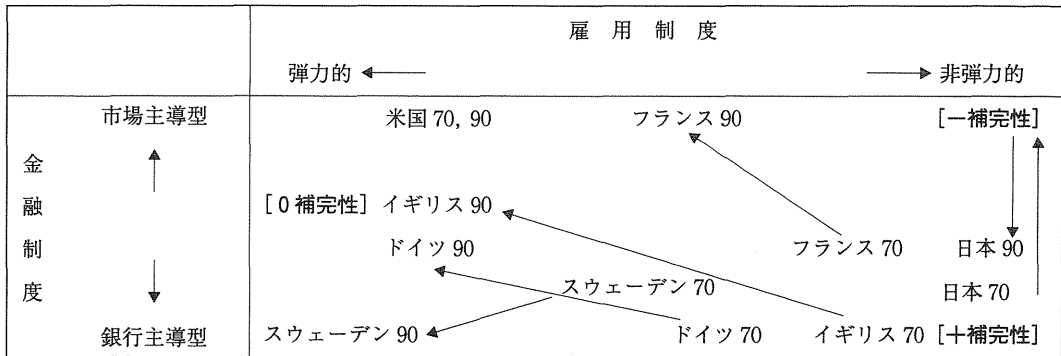 雇用制度
弾力的 ← → 非弾力的
市場主導型 米国 70, 90 フランス 90 [－補完性]
金融制度
[0 補完性] イギリス 90
ドイツ 90 フランス 70 日本 90
スウェーデン 70 日本 70
銀行主導型 スウェーデン 90 ドイツ 70 イギリス 70 [＋補完性]